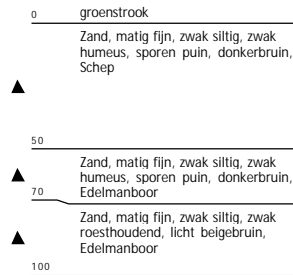 0 groenstrook
Zand, matig fijn, zwak siltig, zwak
humeus, sporen puin, donkerbruin,
Schep
50
Zand, matig fijn, zwak siltig, zwak
humeus, sporen puin, donkerbruin,
Edelmanboor
70
Zand, matig fijn, zwak siltig, zwak
roesthoudend, licht beigebruin,
Edelmanboor
100